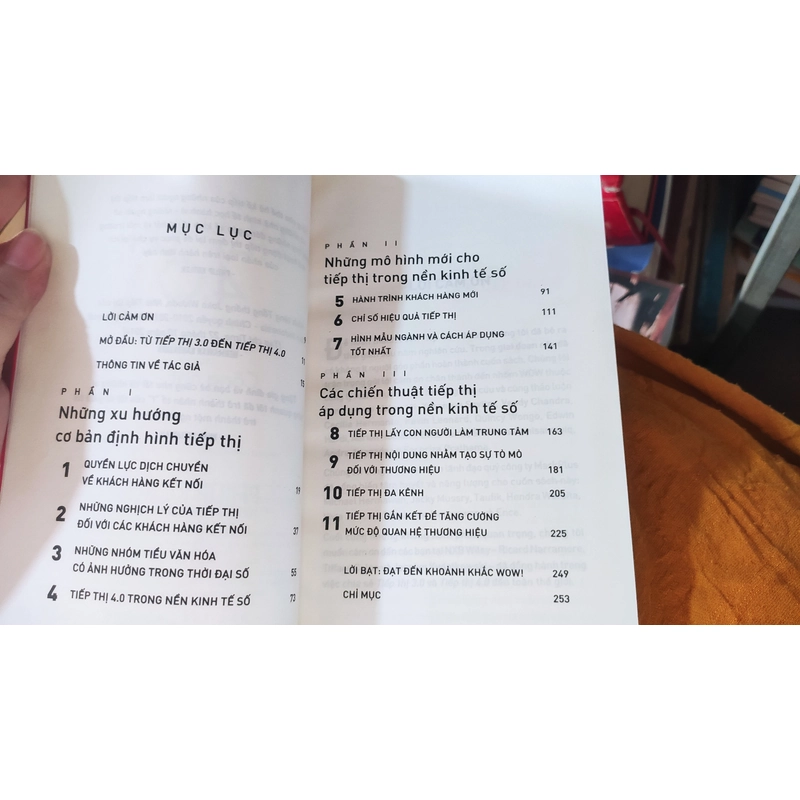 MỤC LỤC
LỜI CẢM ƠN 9
MỞ ĐẦU: TỪ TIẾP THỊ 3.0 ĐẾN TIẾP THỊ 4.0 11
THÔNG TIN VỀ TÁC GIẢ 15
PHẦN I
Những xu hướng
cơ bản định hình tiếp thị
1 QUYỀN LỰC DỊCH CHUYỂN
VỀ KHÁCH HÀNG KẾT NỐI 19
2 NHỮNG NGHỊCH LÝ CỦA TIẾP THỊ
ĐỐI VỚI CÁC KHÁCH HÀNG KẾT NỐI 37
3 NHỮNG NHÓM TIỂU VĂN HÓA
CÓ ẢNH HƯỞNG TRONG THỜI ĐẠI SỐ 55
4 TIẾP THỊ 4.0 TRONG NỀN KINH TẾ SỐ 73
PHẦN II
Những mô hình mới cho
tiếp thị trong nền kinh tế số
5 HÀNH TRÌNH KHÁCH HÀNG MỚI 91
6 CHỈ SỐ HIỆU QUẢ TIẾP THỊ 111
7 HÌNH MẪU NGÀNH VÀ CÁCH ÁP DỤNG
TỐT NHẤT 141
PHẦN III
Các chiến thuật tiếp thị
áp dụng trong nền kinh tế số
8 TIẾP THỊ LẤY CON NGƯỜI LÀM TRUNG TÂM 163
9 TIẾP THỊ NỘI DUNG NHẰM TẠO SỰ TÒ MÒ
ĐỐI VỚI THƯƠNG HIỆU 181
10 TIẾP THỊ ĐA KÊNH 205
11 TIẾP THỊ GẮN KẾT ĐỂ TĂNG CƯỜNG
MỨC ĐỘ QUAN HỆ THƯƠNG HIỆU 225
LỜI BẠT: ĐẠT ĐẾN KHOẢNH KHẮC WOW! 249
CHỈ MỤC 253